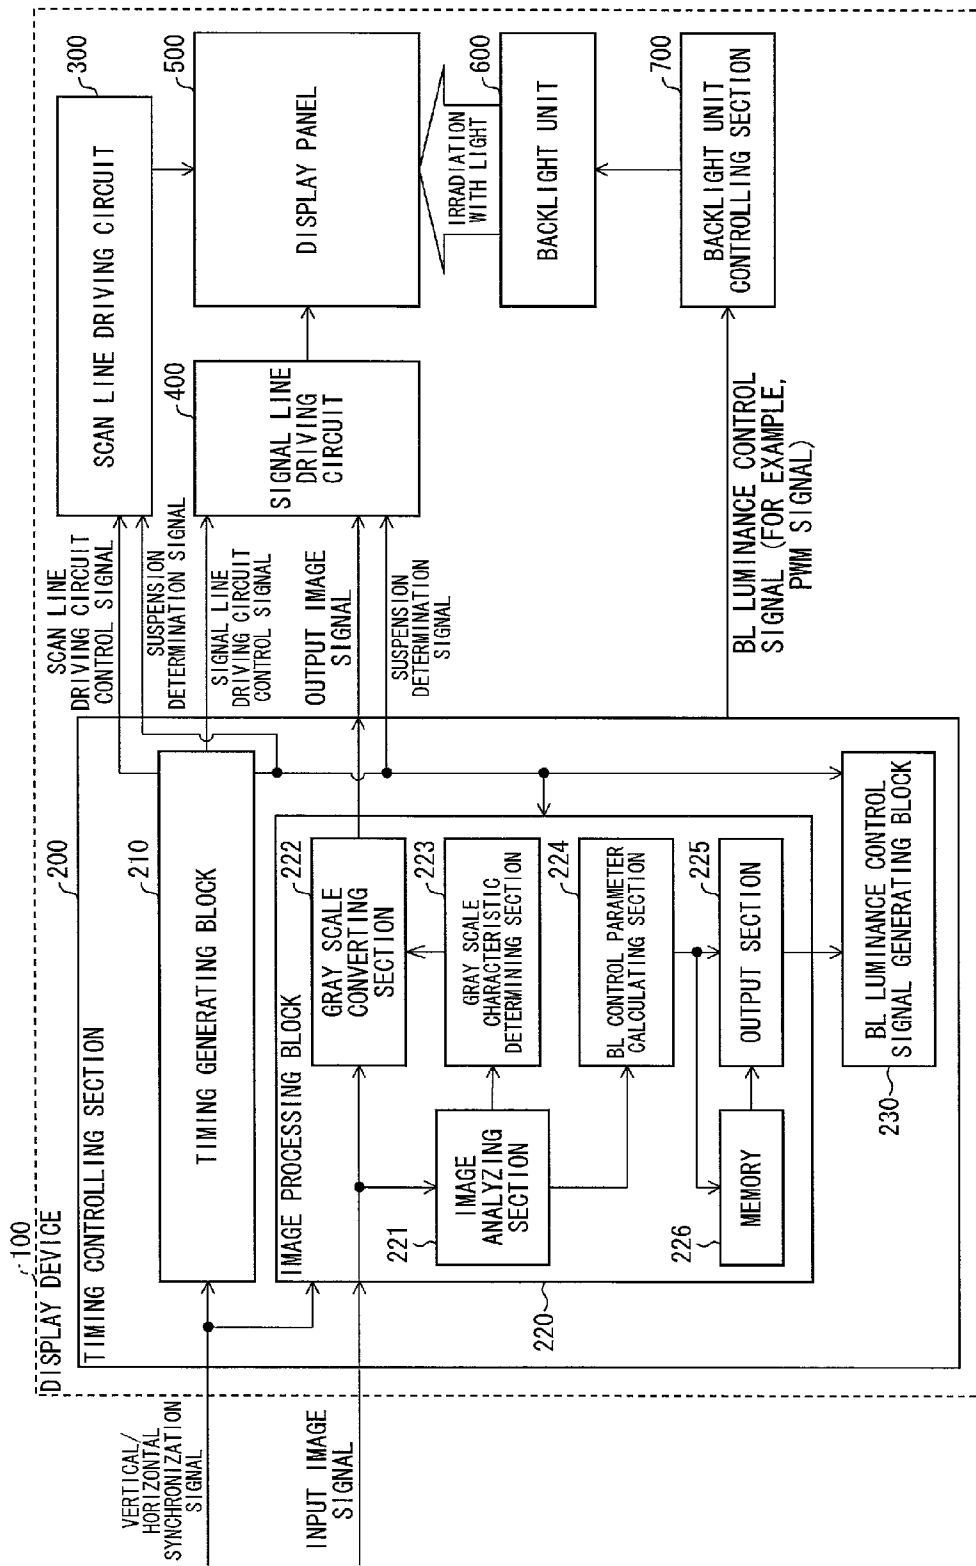 100
DISPLAY DEVICE
200
TIMING CONTROLLING SECTION
VERTICAL/
HORIZONTAL
SYNCHRONIZATION
SIGNAL
INPUT IMAGE
SIGNAL
210
TIMING GENERATING BLOCK
IMAGE PROCESSING BLOCK
220
221
IMAGE
ANALYZING
SECTION
222
GRAY SCALE
CONVERTING
SECTION
223
GRAY SCALE
CHARACTERISTIC
DETERMINING SECTION
224
BL CONTROL PARAMETER
CALCULATING SECTION
225
OUTPUT SECTION
226
MEMORY
230
BL LUMINANCE CONTROL
SIGNAL GENERATING BLOCK
SCAN LINE
DRIVING CIRCUIT
CONTROL SIGNAL
SUSPENSION
DETERMINATION SIGNAL
SIGNAL LINE
DRIVING CIRCUIT
CONTROL SIGNAL
OUTPUT IMAGE
SIGNAL
SUSPENSION
DETERMINATION
SIGNAL
BL LUMINANCE CONTROL
SIGNAL (FOR EXAMPLE,
PWM SIGNAL)
300
SCAN LINE DRIVING CIRCUIT
400
SIGNAL LINE
DRIVING
CIRCUIT
500
DISPLAY PANEL
IRRADIATION
WITH LIGHT
600
BACKLIGHT UNIT
700
BACKLIGHT UNIT
CONTROLLING SECTION